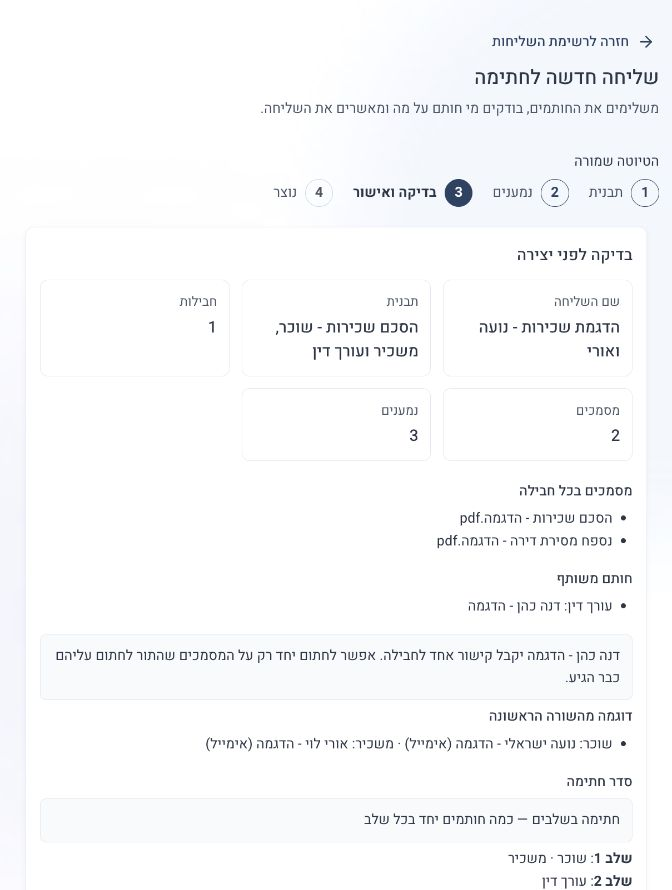 חזרה לרשימת השליחות
שליחה חדשה לחתימה
משלימים את החותמים, בודקים מי חותם על מה ומאשרים את השליחה.
הטיוטה שמורה
1 תבנית 2 נמענים 3 בדיקה ואישור 4 נוצר
בדיקה לפני יצירה
שם השליחה
הדגמת שכירות - נועה
ואורי
תבנית
הסכם שכירות - שוכר,
משכיר ועורך דין
חבילות
1
מסמכים
2
נמענים
3
מסמכים בכל חבילה
• הסכם שכירות - הדגמה.pdf
• נספח מסירת דירה - הדגמה.pdf
חותם משותף
• עורך דין: דנה כהן - הדגמה
דנה כהן - הדגמה יקבל קישור אחד לחבילה. אפשר לחתום יחד רק על המסמכים שהתור לחתום עליהם
כבר הגיע.
דוגמה מהשורה הראשונה
• שוכר: נועה ישראלי - הדגמה (אימייל) · משכיר: אורי לוי - הדגמה (אימייל)
סדר חתימה
חתימה בשלבים — כמה חותמים יחד בכל שלב
שלב 1: שוכר · משכיר
שלב 2: עורך דין